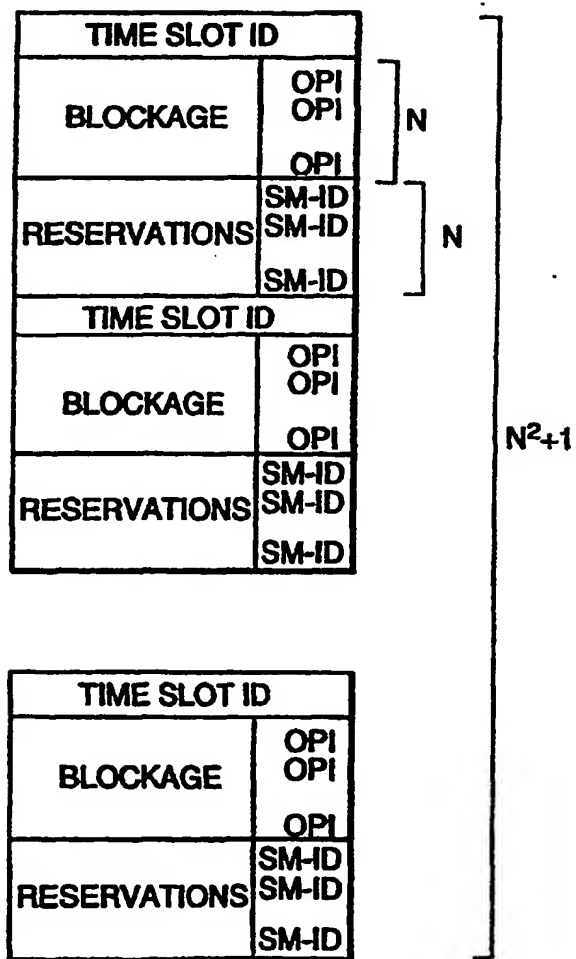 TIME SLOT ID
BLOCKAGE
OPI
OPI
OPI
N
RESERVATIONS
SM-ID
SM-ID
SM-ID
N
TIME SLOT ID
BLOCKAGE
OPI
OPI
OPI
RESERVATIONS
SM-ID
SM-ID
SM-ID
N²+1
TIME SLOT ID
BLOCKAGE
OPI
OPI
OPI
RESERVATIONS
SM-ID
SM-ID
SM-ID